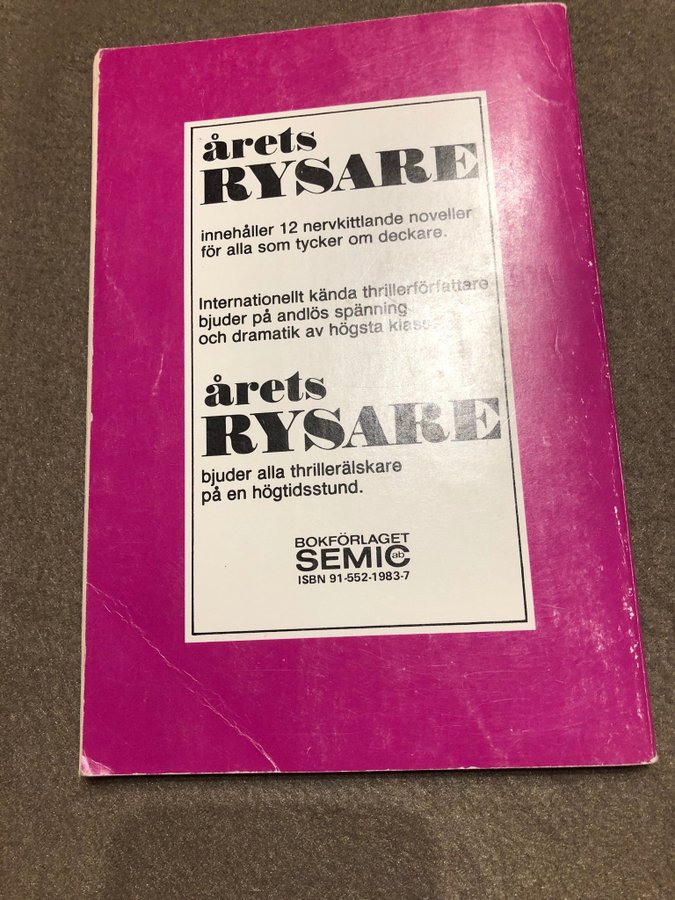 årets
RYSARE
innehåller 12 nervkittlande noveller
för alla som tycker om deckare.
Internationellt kända thrillerförfattare
bjuder på andlös spänning
och dramatik av högsta klass.
årets
RYSARE
bjuder alla thrillerälskare
på en högtidsstund.
BOKFÖRLAGET
SEMIC ab
ISBN 91-552-1983-7